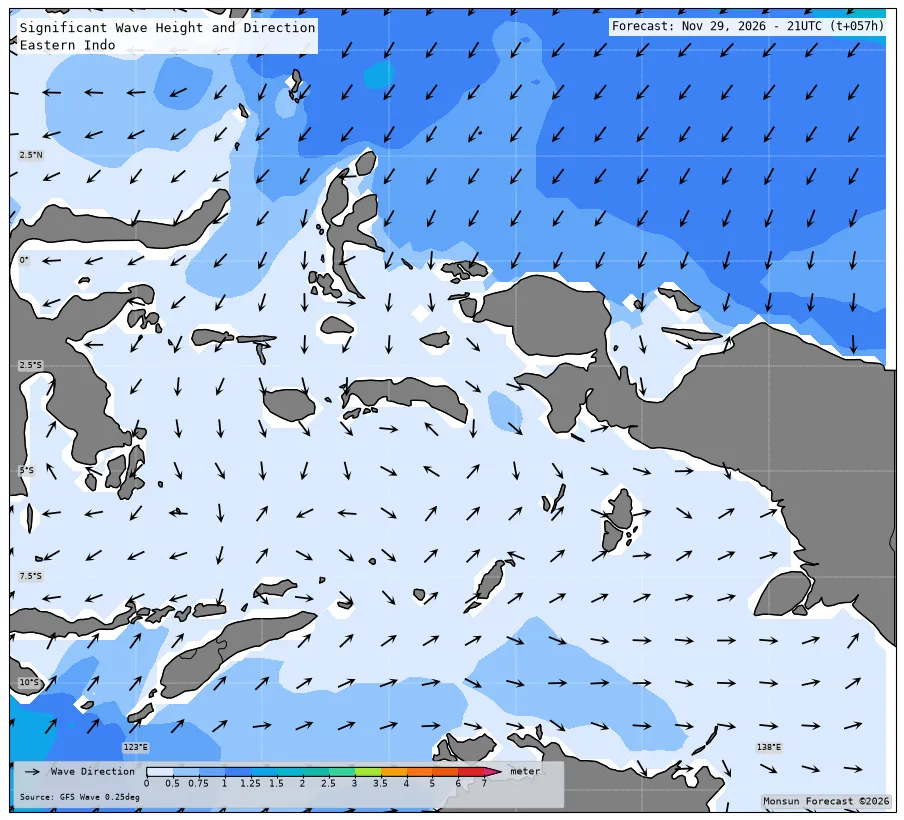 Significant Wave Height and Direction
Eastern Indo
Forecast: Nov 29, 2026 - 21UTC (t+057h)
2.5°N
0°
2.5°S
5°S
7.5°S
10°S
123°E
138°E
Wave Direction
meter
0 0.5 0.75 1 1.25 1.5 2 2.5 3 3.5 4 5 6 7
Source: GFS Wave 0.25deg
Monsun Forecast ©2026